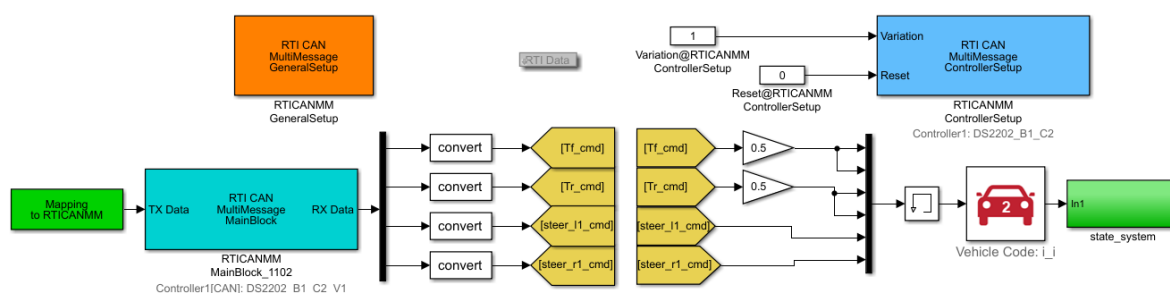 RTI CAN
MultiMessage
GeneralSetup
RTICANMM
GeneralSetup
RTI Data
1
Variation@RTICANMM
ControllerSetup
0
Reset@RTICANMM
ControllerSetup
Variation
Reset
RTI CAN
MultiMessage
ControllerSetup
RTICANMM
ControllerSetup
Controller1: DS2202_B1_C2
Mapping
to RTICANMM
TX Data
RTI CAN
MultiMessage
MainBlock
RX Data
RTICANMM
MainBlock_1102
Controller1[CAN]: DS2202_B1_C2_V1
convert
convert
convert
convert
[Tf_cmd]
[Tr_cmd]
[steer_l1_cmd]
[steer_r1_cmd]
[Tf_cmd]
[Tr_cmd]
[steer_l1_cmd]
[steer_r1_cmd]
0.5
0.5
2
Vehicle Code: i_i
In1
state_system